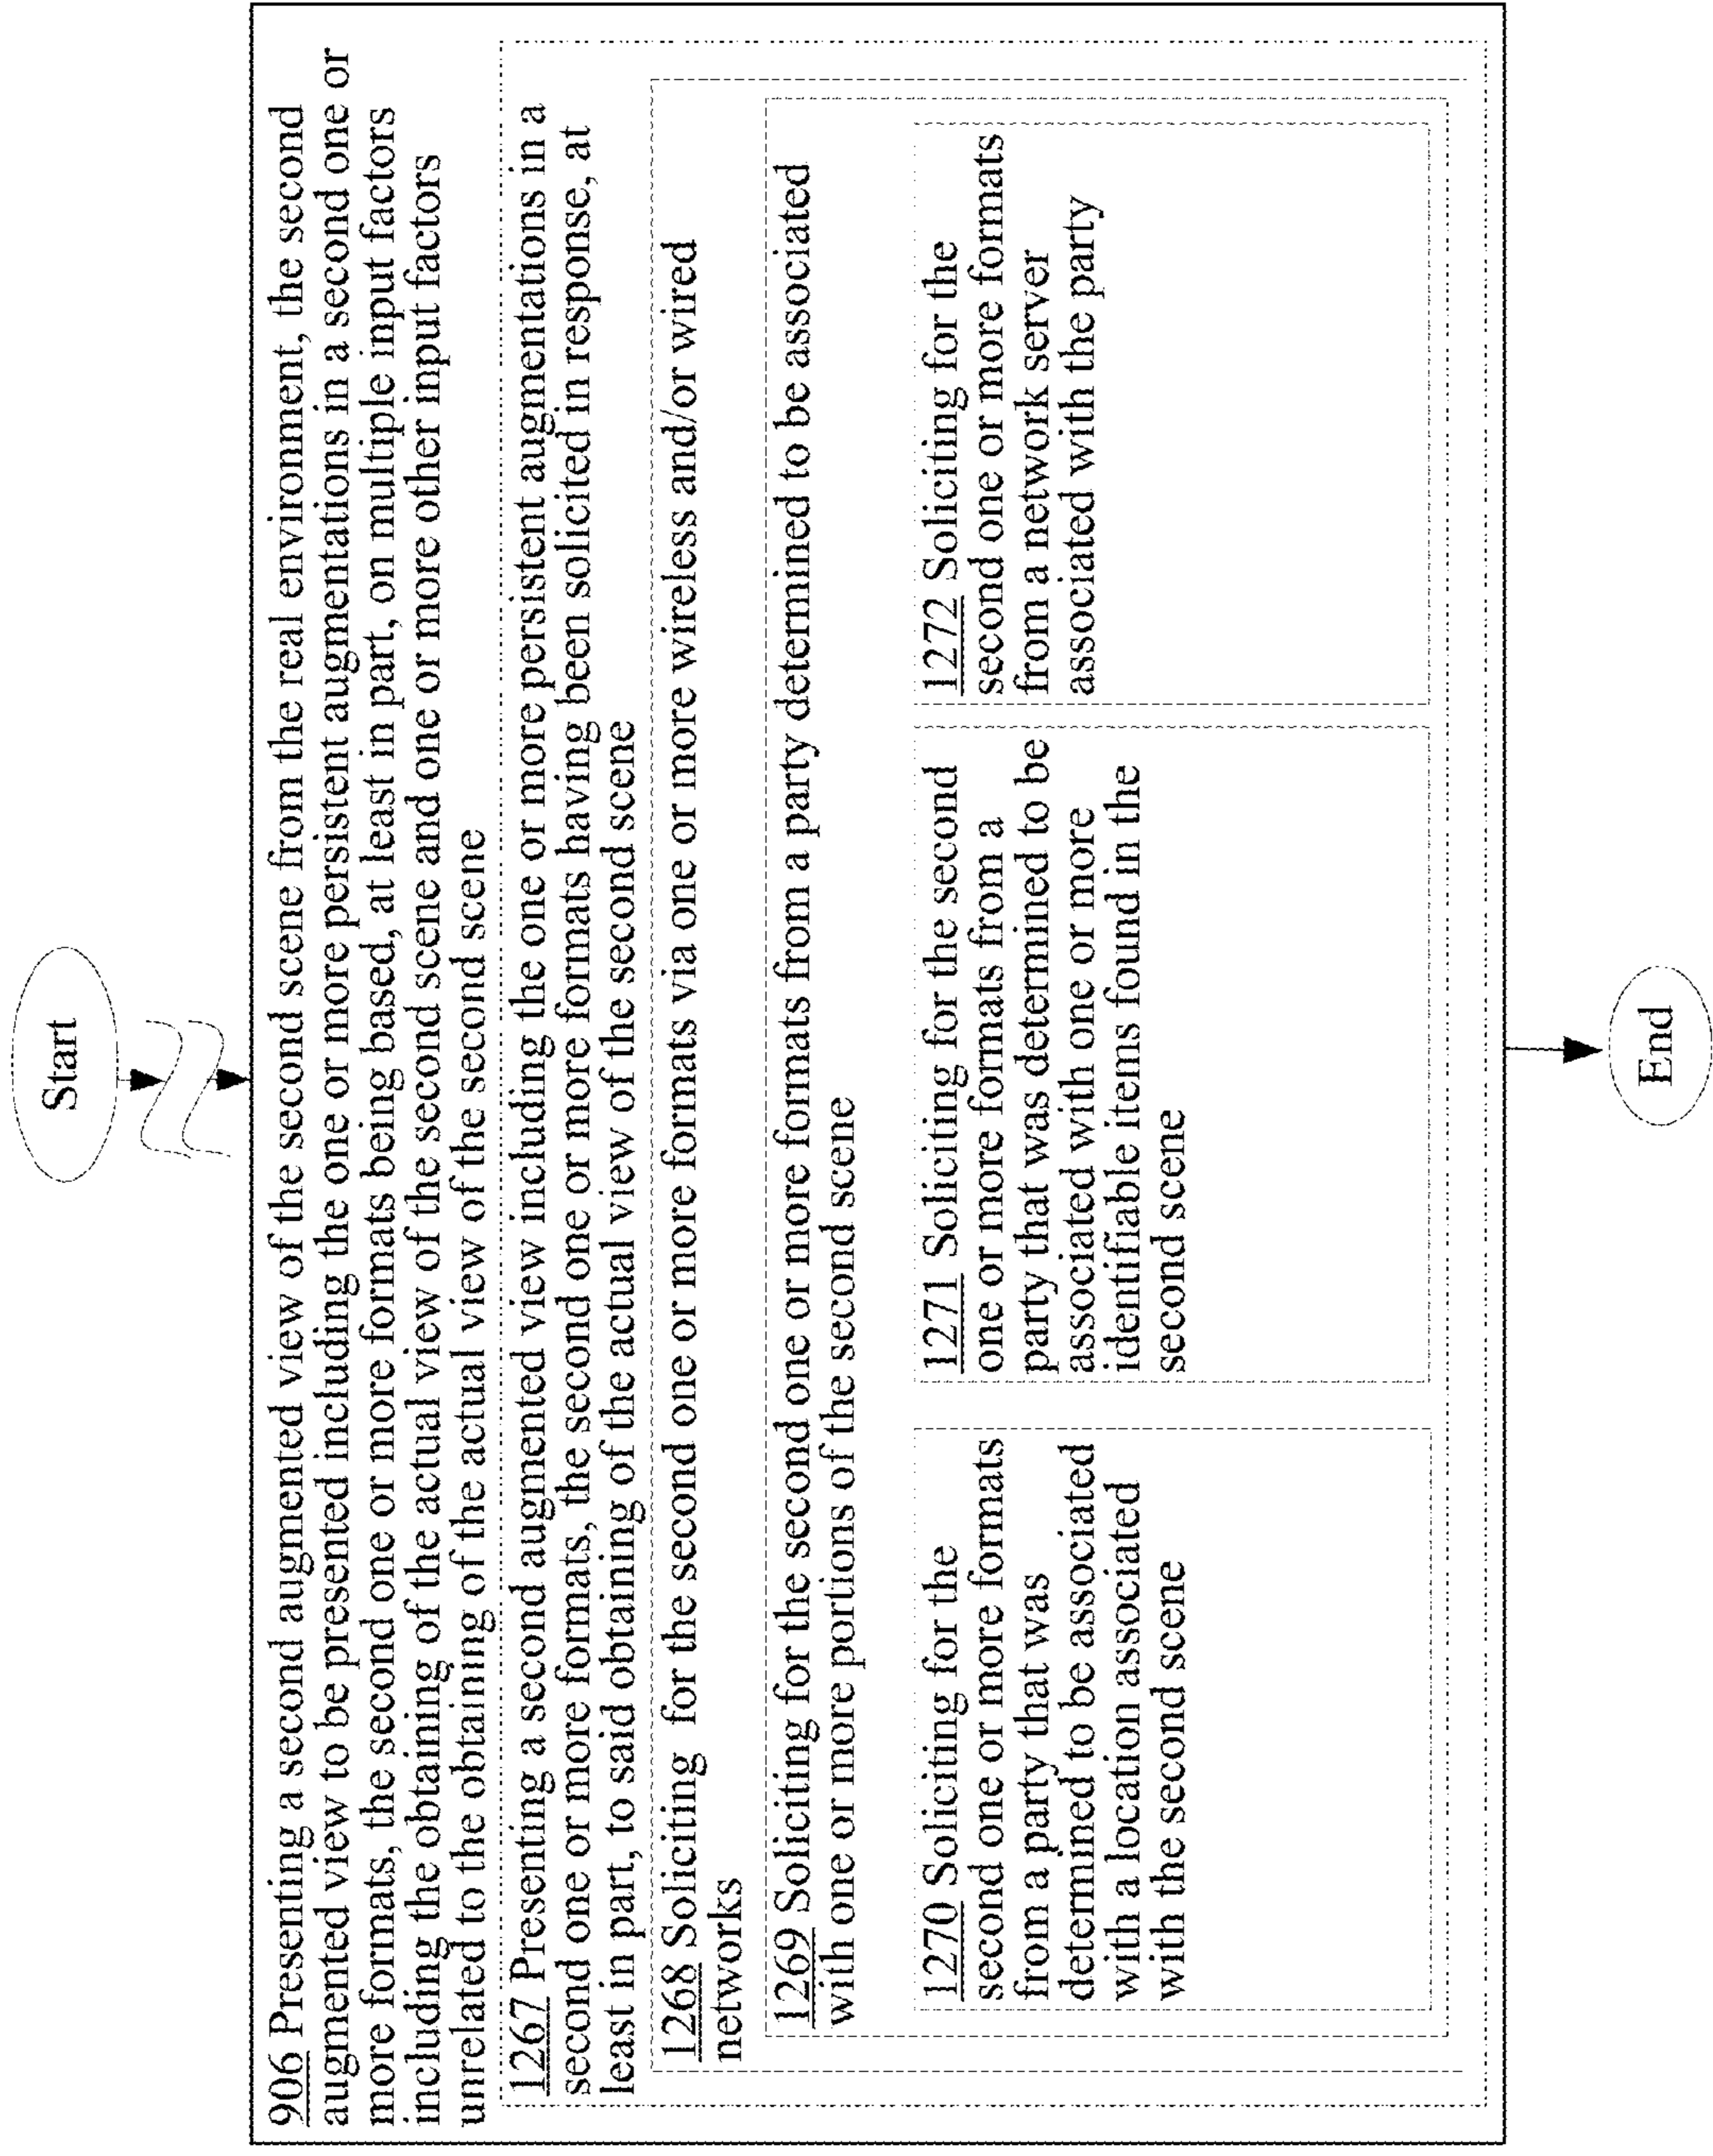 Start
906 Presenting a second augmented view of the second scene from the real environment, the second
augmented view to be presented including the one or more persistent augmentations in a second one or
more formats, the second one or more formats being based, at least in part, on multiple input factors
including the obtaining of the actual view of the second scene and one or more other input factors
unrelated to the obtaining of the actual view of the second scene
1267 Presenting a second augmented view including the one or more persistent augmentations in a
second one or more formats, the second one or more formats having been solicited in response, at
least in part, to said obtaining of the actual view of the second scene
1268 Soliciting for the second one or more formats via one or more wireless and/or wired
networks
1269 Soliciting for the second one or more formats from a party determined to be associated
with one or more portions of the second scene
1270 Soliciting for the
second one or more formats
from a party that was
determined to be associated
with a location associated
with the second scene
1271 Soliciting for the second
one or more formats from a
party that was determined to be
associated with one or more
identifiable items found in the
second scene
1272 Soliciting for the
second one or more formats
from a network server
associated with the party
End